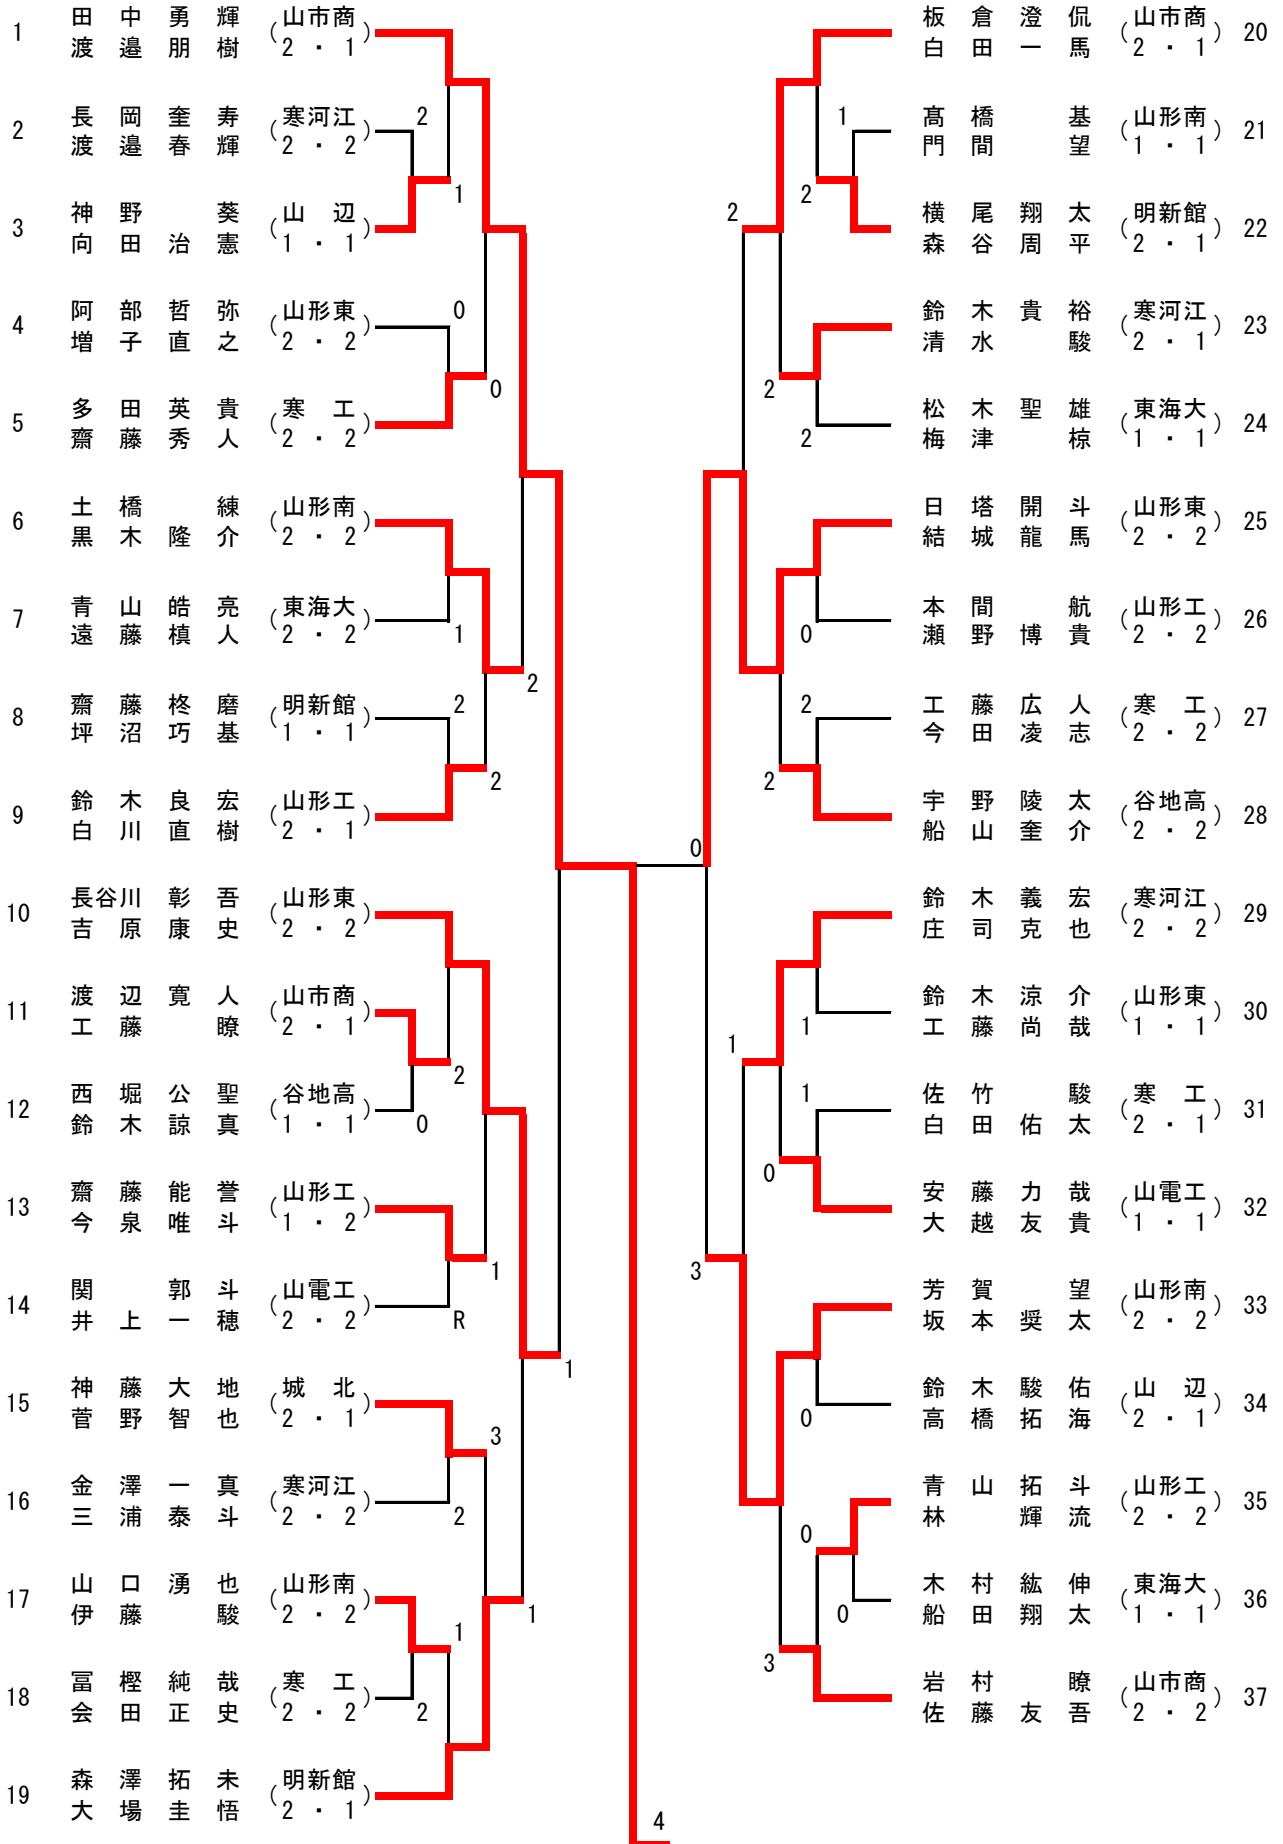 1 田中勇輝 (山市商)
渡邉朋樹 2・1
2 長岡奎寿 (寒河江)
渡邉春輝 2・2
3 神野 葵 (山 辺)
向田治憲 1・1
4 阿部哲弥 (山形東)
増子直之 2・2
5 多田英貴 (寒 工)
齋藤秀人 2・2
6 土橋 練 (山形南)
黒木隆介 2・2
7 青山皓亮 (東海大)
遠藤槙人 2・2
8 齋藤柊磨 (明新館)
坪沼巧基 1・1
9 鈴木良宏 (山形工)
白川直樹 2・1
10 長谷川彰吾 (山形東)
吉原康史 2・2
11 渡辺寛人 (山市商)
工藤 瞭 2・1
12 西堀公聖 (谷地高)
鈴木諒真 1・1
13 齋藤能誉 (山形工)
今泉唯斗 1・2
14 関 郭斗 (山電工)
井上一穂 2・2
15 神藤大地 (城 北)
菅野智也 2・1
16 金澤一真 (寒河江)
三浦泰斗 2・2
17 山口湧也 (山形南)
伊藤 駿 2・2
18 冨樫純哉 (寒 工)
会田正史 2・2
19 森澤拓未 (明新館)
大場圭悟 2・1
2
1
0
0
1
2
2
2
2
0
1
R
3
2
1
2
1
1
0
4
板倉澄侃 (山市商) 20
白田一馬 2・1
髙橋 基 (山形南) 21
門間 望 1・1
横尾翔太 (明新館) 22
森谷周平 2・1
鈴木貴裕 (寒河江) 23
清水 駿 2・1
松木聖雄 (東海大) 24
梅津 椋 1・1
日塔開斗 (山形東) 25
結城龍馬 2・2
本間 航 (山形工) 26
瀬野博貴 2・2
工藤広人 (寒 工) 27
今田凌志 2・2
宇野陵太 (谷地高) 28
船山奎介 2・2
鈴木義宏 (寒河江) 29
庄司克也 2・2
鈴木涼介 (山形東) 30
工藤尚哉 1・1
佐竹 駿 (寒 工) 31
白田佑太 2・1
安藤力哉 (山電工) 32
大越友貴 1・1
芳賀 望 (山形南) 33
坂本奨太 2・2
鈴木駿佑 (山 辺) 34
高橋拓海 2・1
青山拓斗 (山形工) 35
林 輝流 2・2
木村紘伸 (東海大) 36
船田翔太 1・1
岩村 瞭 (山市商) 37
佐藤友吾 2・2
1
2
2
2
2
0
2
2
1
1
1
0
3
0
0
0
3